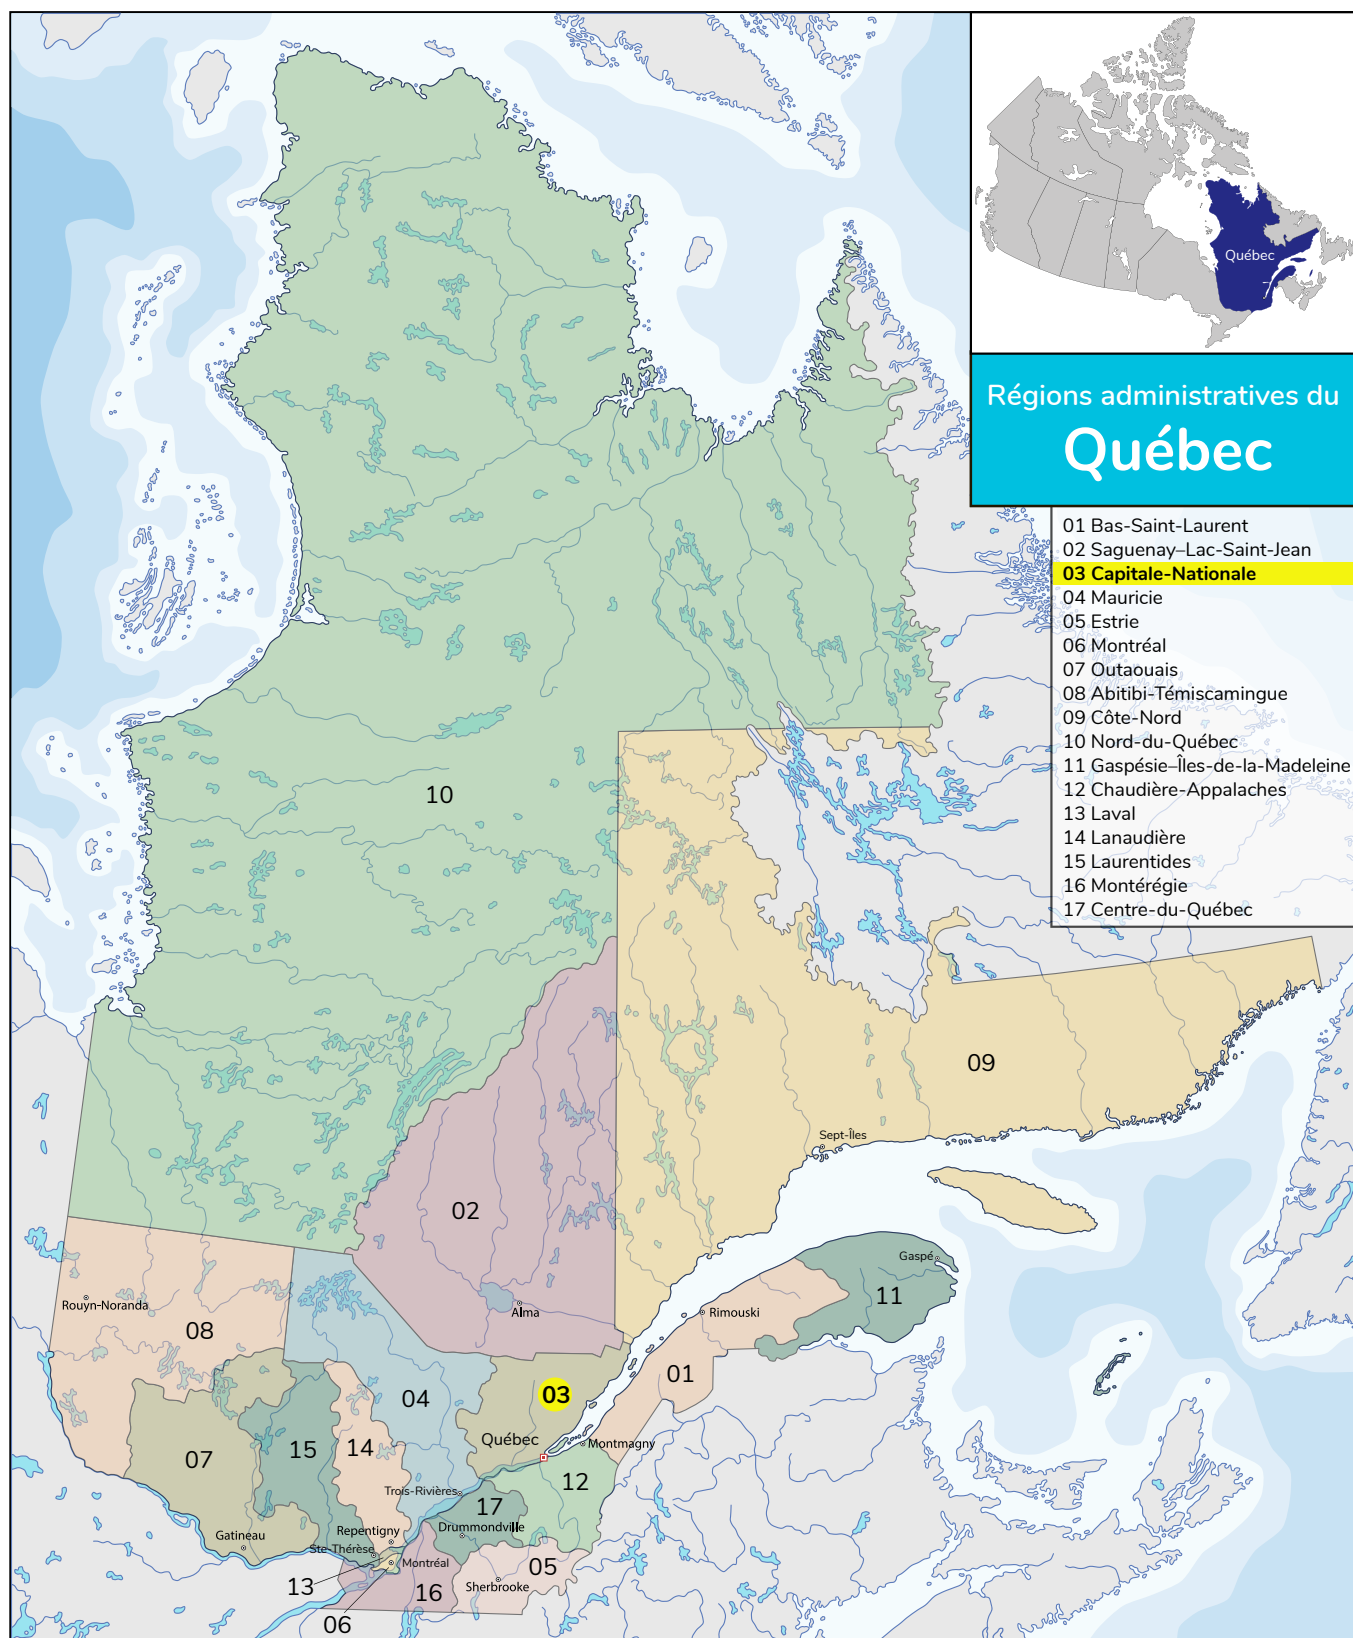 Québec
Régions administratives du
Québec
01 Bas-Saint-Laurent
02 Saguenay–Lac-Saint-Jean
03 Capitale-Nationale
04 Mauricie
05 Estrie
06 Montréal
07 Outaouais
08 Abitibi-Témiscamingue
09 Côte-Nord
10 Nord-du-Québec
11 Gaspésie–Îles-de-la-Madeleine
12 Chaudière-Appalaches
13 Laval
14 Lanaudière
15 Laurentides
16 Montérégie
17 Centre-du-Québec
10
09
Sept-Îles
02
Gaspé
11
Rouyn-Noranda
Alma
Rimouski
08
01
03
04
Québec
Montmagny
15
14
07
12
Trois-Rivières
17
Gatineau
Repentigny
Drummondville
Ste-Thérèse
Montréal
05
13
16
Sherbrooke
06